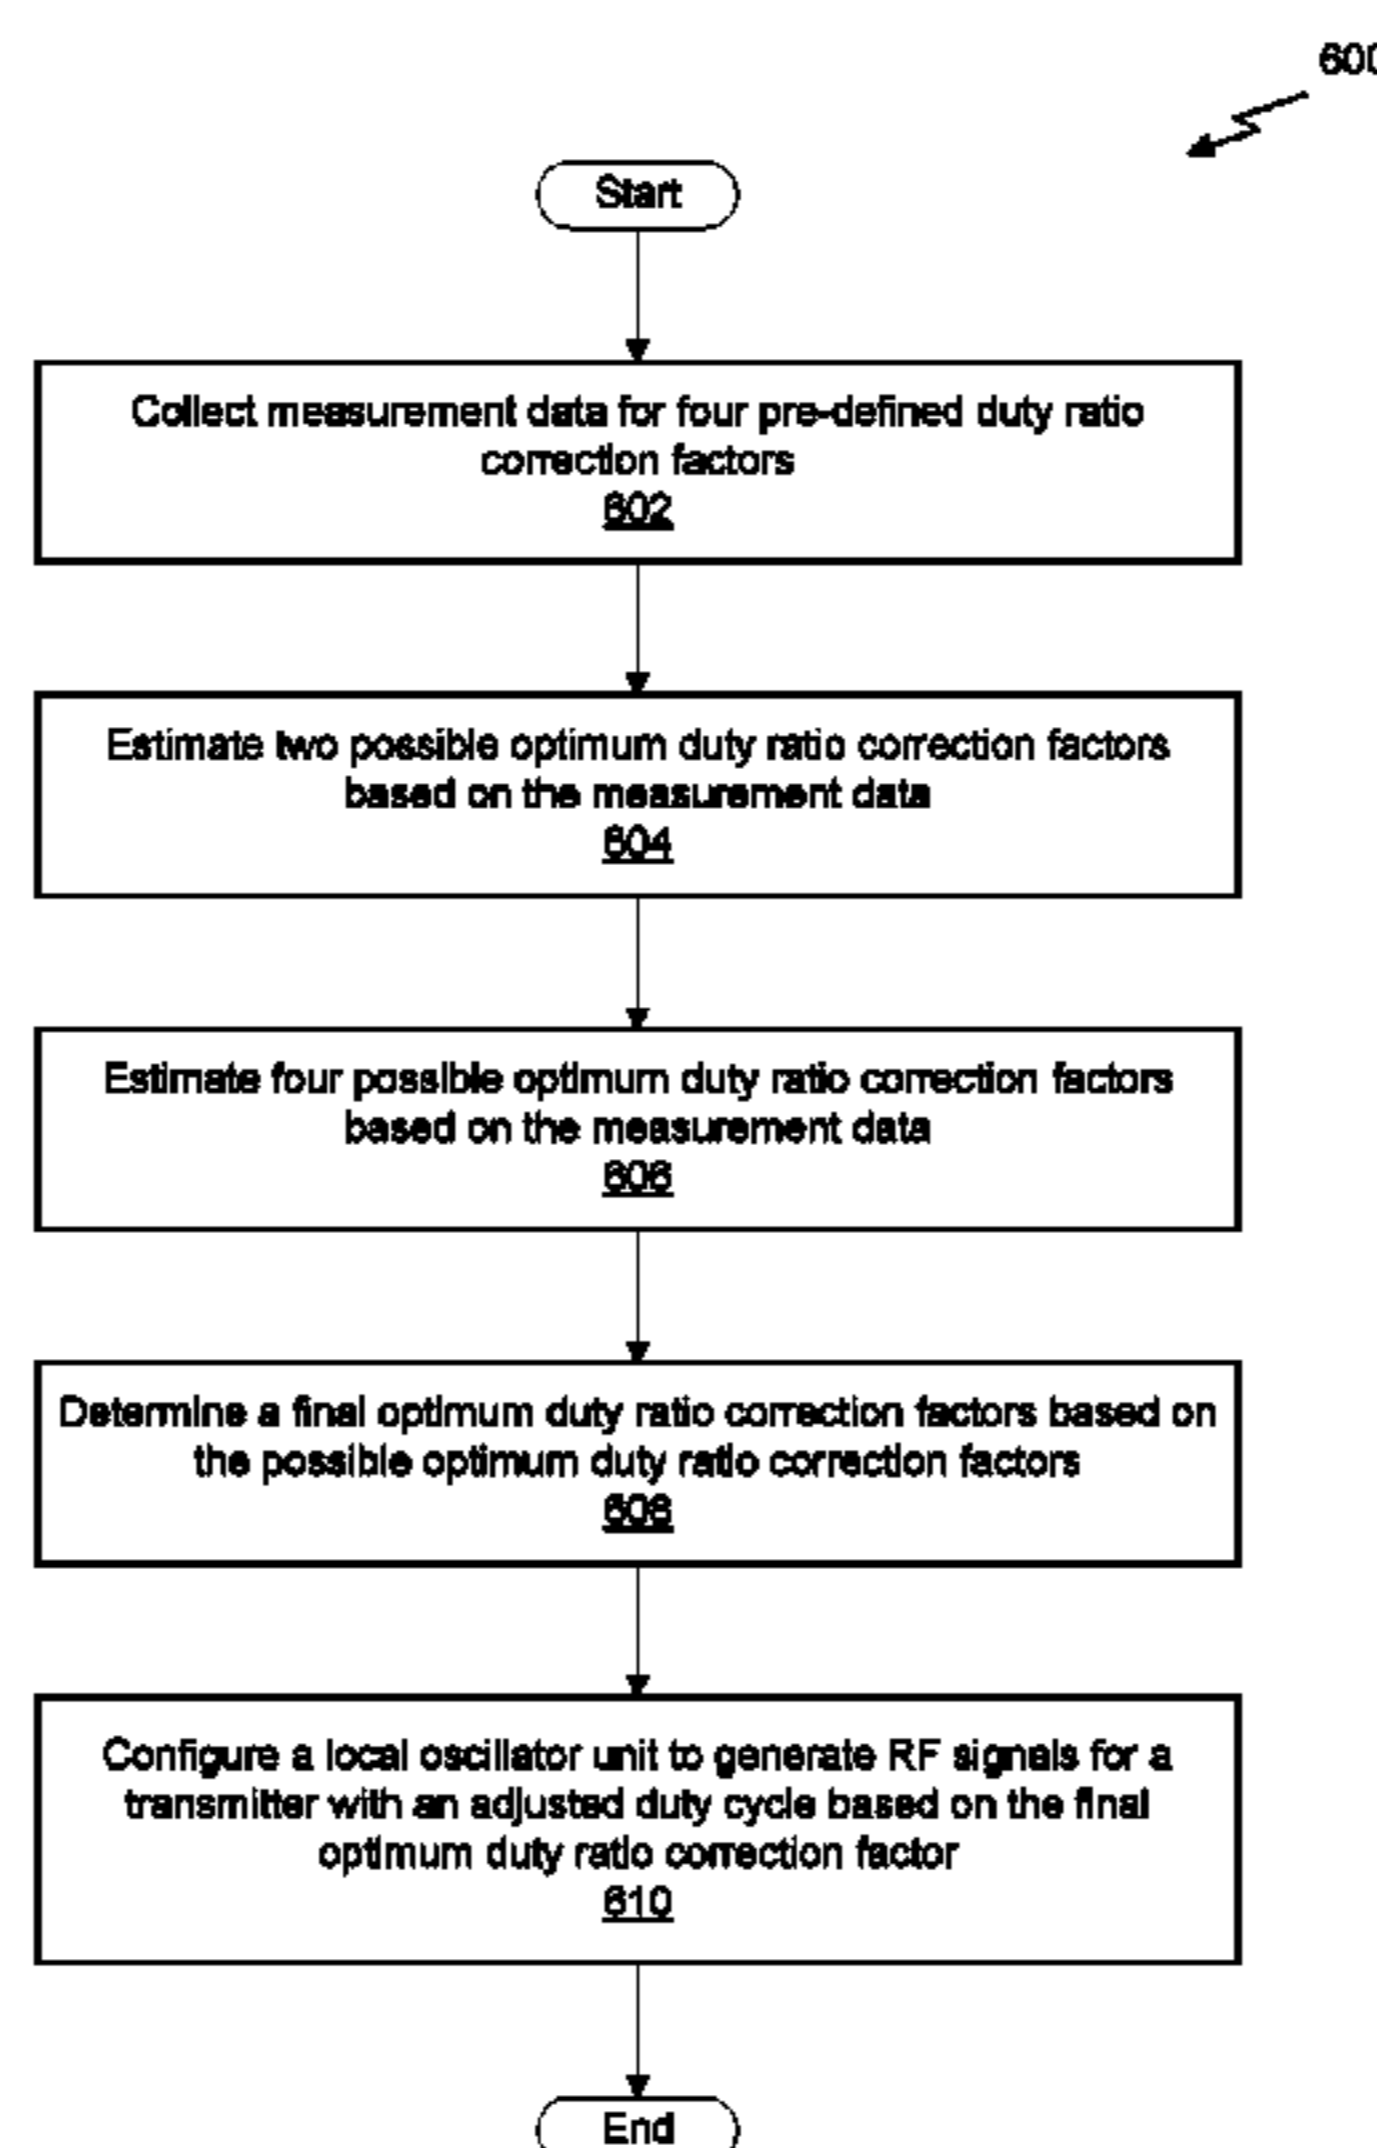 600
Start
Collect measurement data for four pre-defined duty ratio
correction factors
602
Estimate two possible optimum duty ratio correction factors
based on the measurement data
604
Estimate four possible optimum duty ratio correction factors
based on the measurement data
606
Determine a final optimum duty ratio correction factors based on
the possible optimum duty ratio correction factors
608
Configure a local oscillator unit to generate RF signals for a
transmitter with an adjusted duty cycle based on the final
optimum duty ratio correction factor
610
End